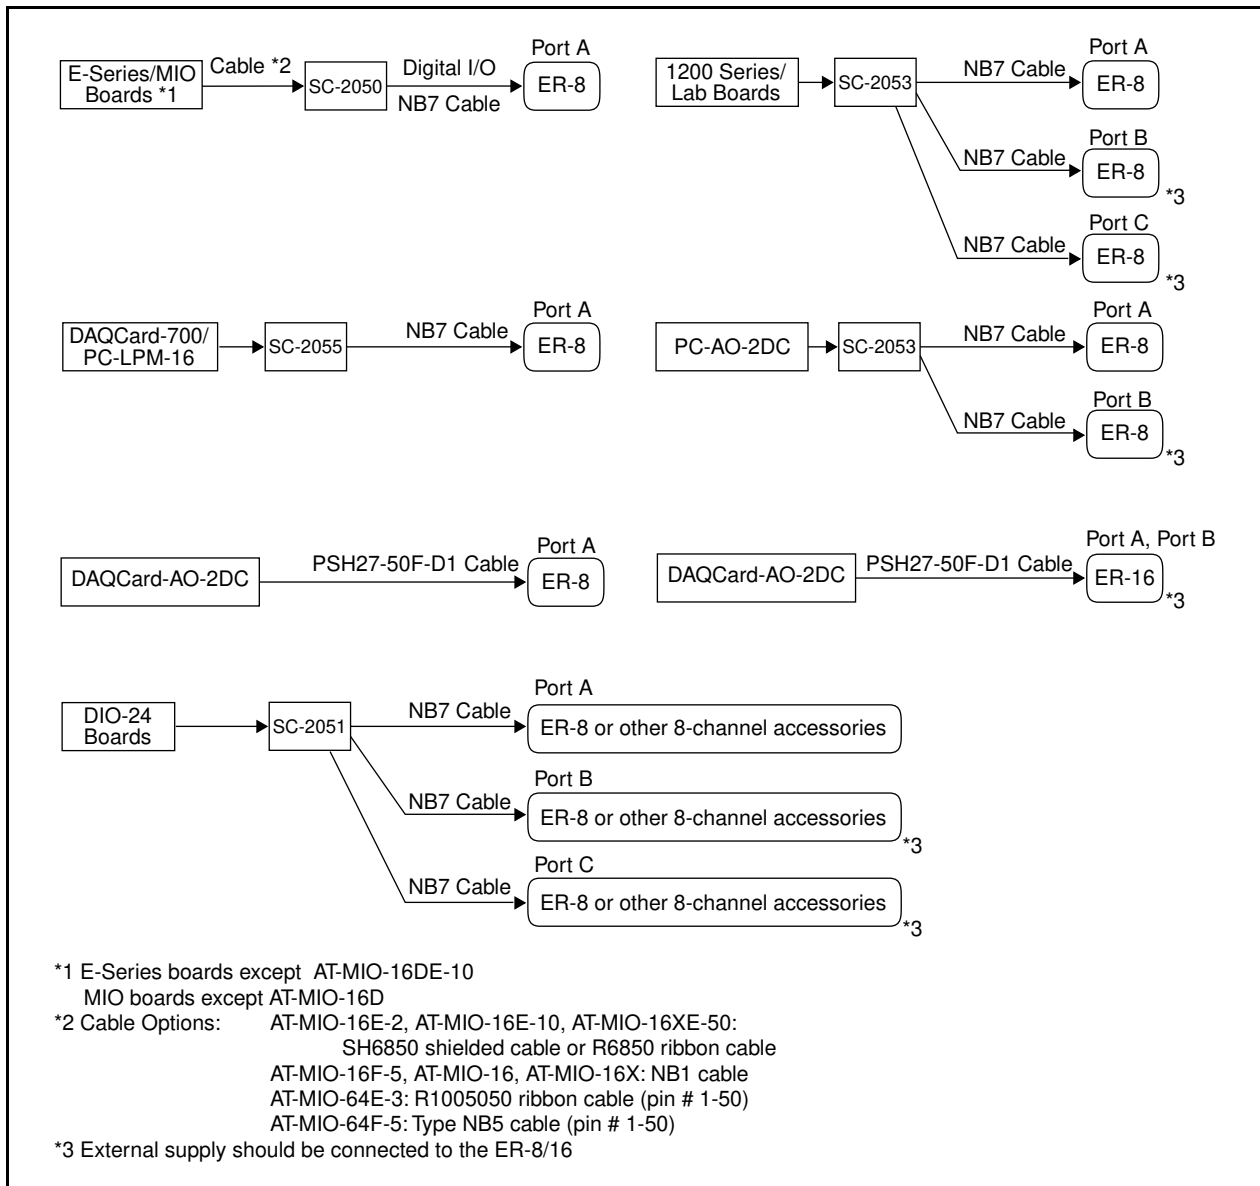 Port A
E-Series/MIO
Boards *1
Cable *2
SC-2050
Digital I/O
NB7 Cable
ER-8
1200 Series/
Lab Boards
SC-2053
NB7 Cable
Port A
ER-8
NB7 Cable
Port B
ER-8
*3
NB7 Cable
Port C
ER-8
*3
DAQCard-700/
PC-LPM-16
SC-2055
NB7 Cable
Port A
ER-8
PC-AO-2DC
SC-2053
NB7 Cable
Port A
ER-8
NB7 Cable
Port B
ER-8
*3
DAQCard-AO-2DC
PSH27-50F-D1 Cable
Port A
ER-8
DAQCard-AO-2DC
PSH27-50F-D1 Cable
Port A, Port B
ER-16
*3
DIO-24
Boards
SC-2051
NB7 Cable
Port A
ER-8 or other 8-channel accessories
NB7 Cable
Port B
ER-8 or other 8-channel accessories
*3
NB7 Cable
Port C
ER-8 or other 8-channel accessories
*3
*1 E-Series boards except AT-MIO-16DE-10
MIO boards except AT-MIO-16D
*2 Cable Options: AT-MIO-16E-2, AT-MIO-16E-10, AT-MIO-16XE-50:
SH6850 shielded cable or R6850 ribbon cable
AT-MIO-16F-5, AT-MIO-16, AT-MIO-16X: NB1 cable
AT-MIO-64E-3: R1005050 ribbon cable (pin # 1-50)
AT-MIO-64F-5: Type NB5 cable (pin # 1-50)
*3 External supply should be connected to the ER-8/16